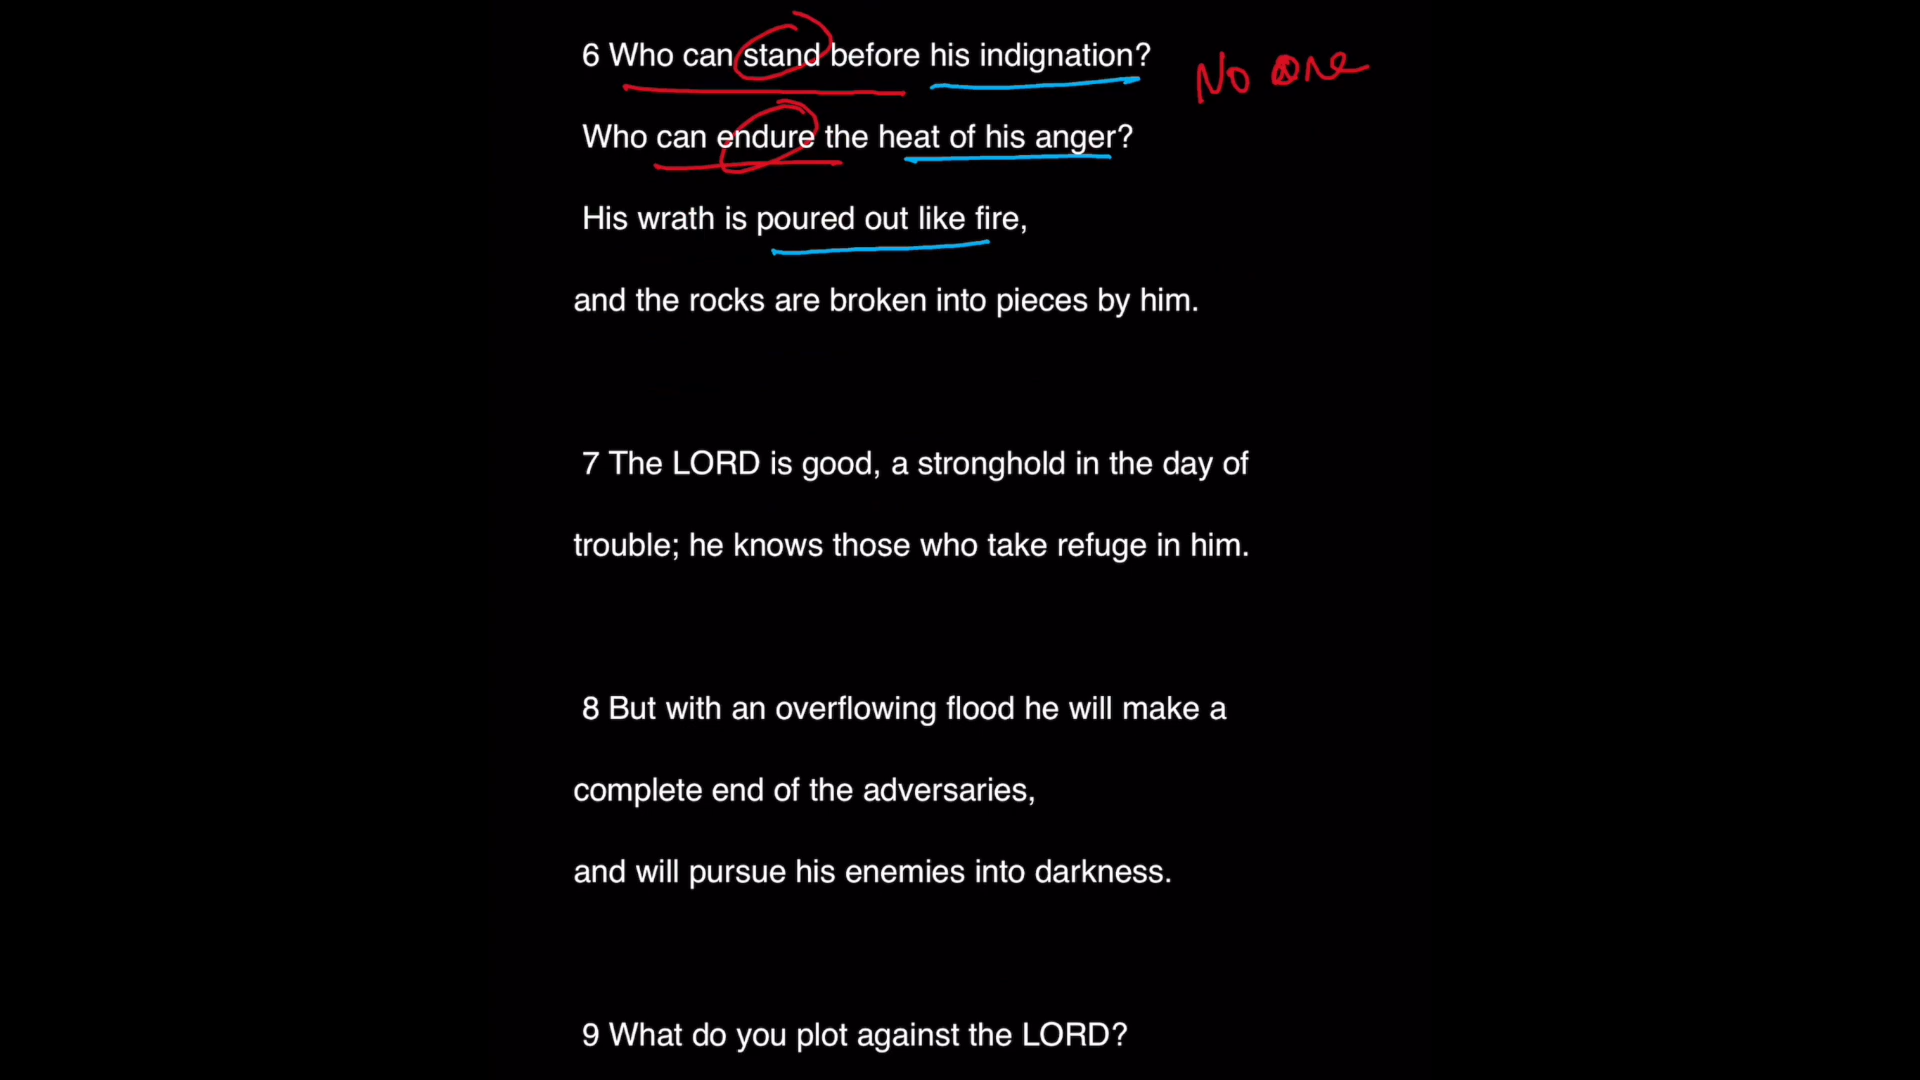 6 Who can stand before his indignation? No one
Who can endure the heat of his anger?
His wrath is poured out like fire,
and the rocks are broken into pieces by him.
7 The LORD is good, a stronghold in the day of
trouble; he knows those who take refuge in him.
8 But with an overflowing flood he will make a
complete end of the adversaries,
and will pursue his enemies into darkness.
9 What do you plot against the LORD?